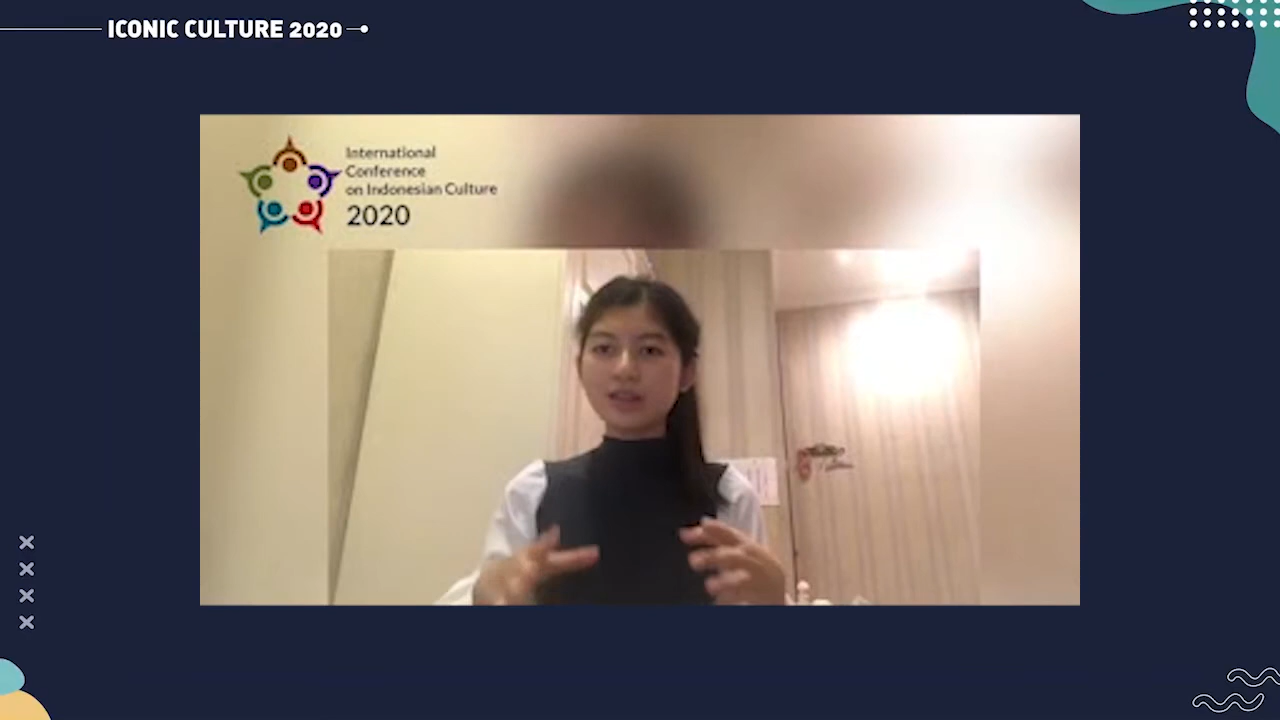 ICONIC CULTURE 2020
International
Conference
on Indonesian Culture
2020